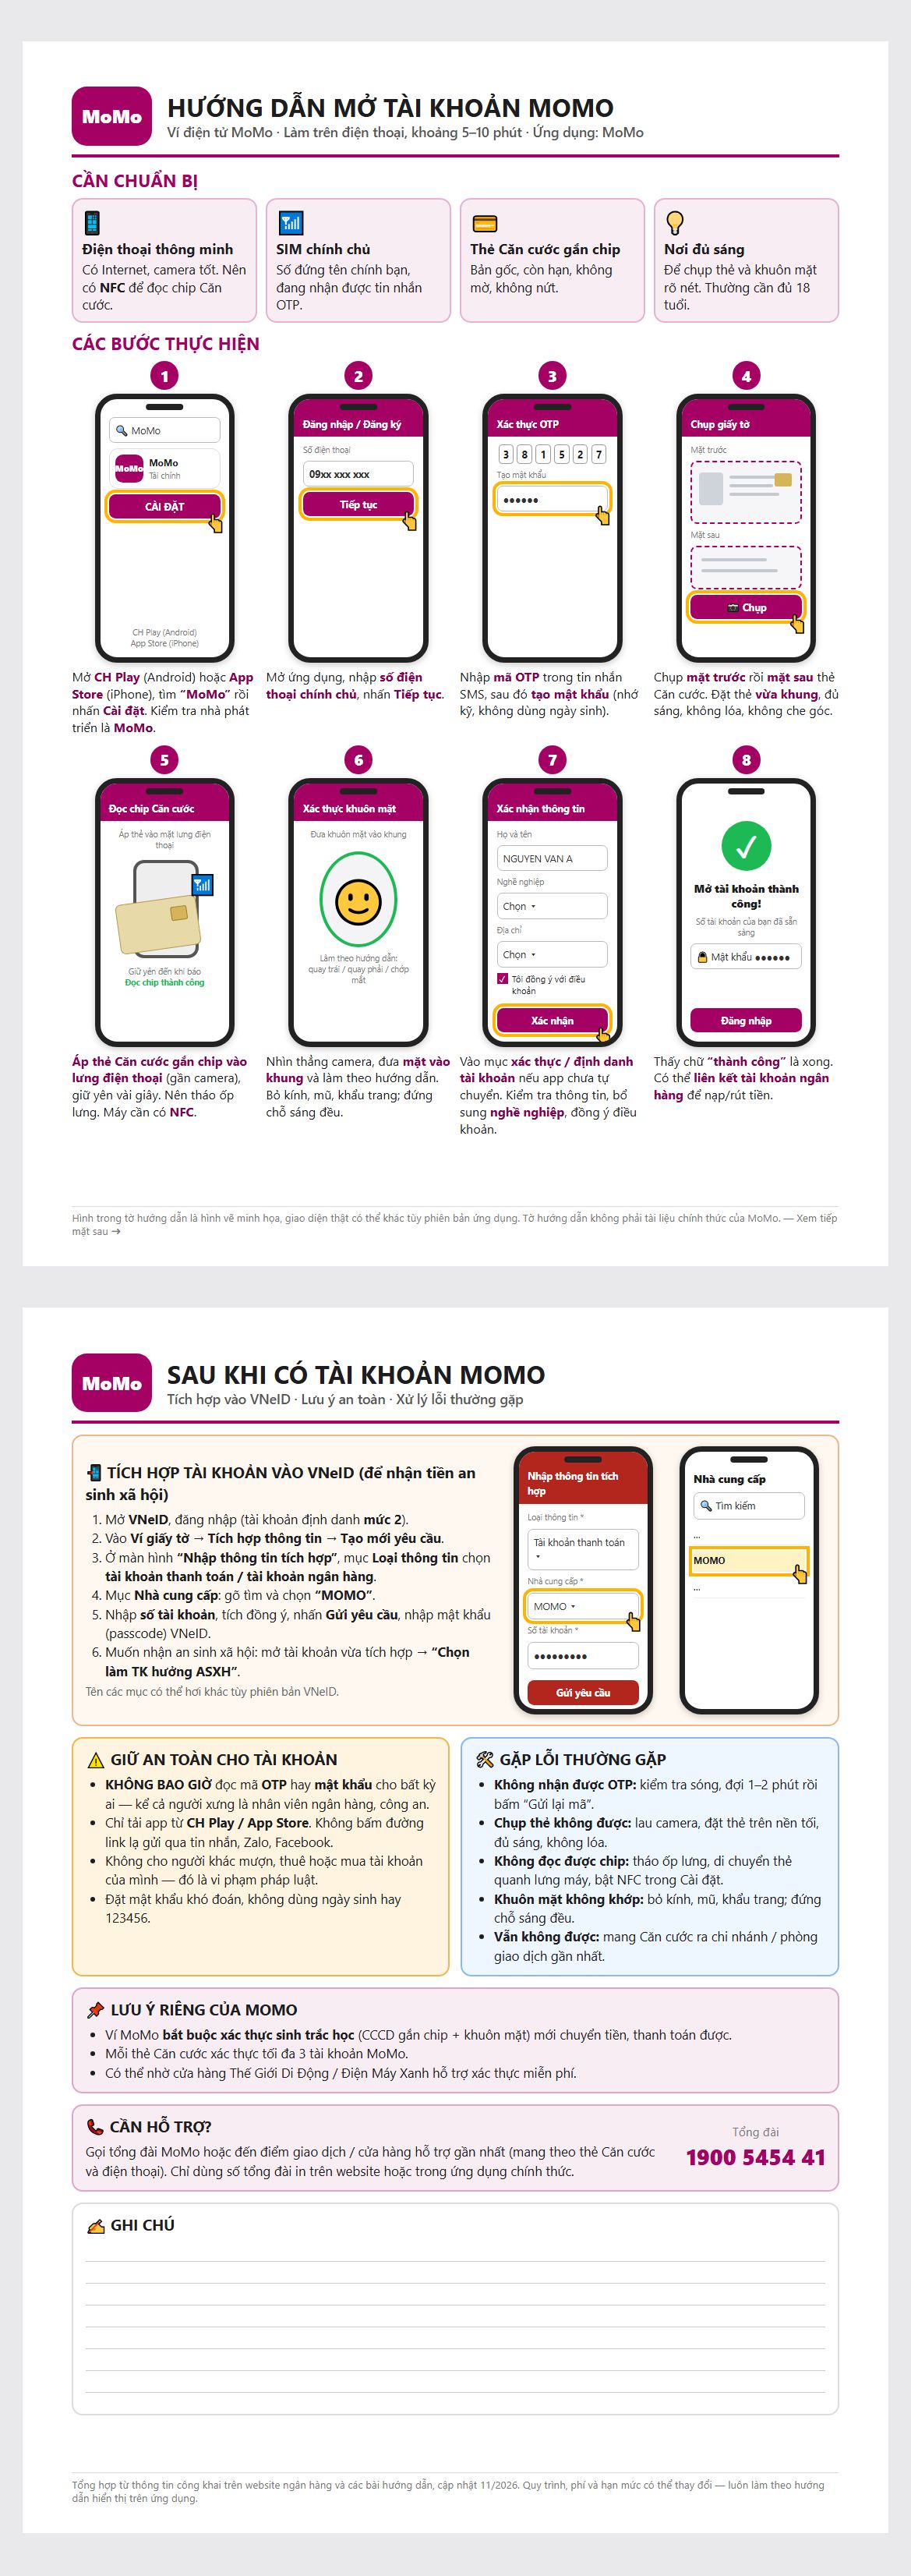 MoMo
HƯỚNG DẪN MỞ TÀI KHOẢN MOMO
Ví điện tử MoMo · Làm trên điện thoại, khoảng 5–10 phút · Ứng dụng: MoMo
CẦN CHUẨN BỊ
Điện thoại thông minh
Có Internet, camera tốt. Nên
có NFC để đọc chip Căn
cước.
SIM chính chủ
Số đứng tên chính bạn,
đang nhận được tin nhắn
OTP.
Thẻ Căn cước gắn chip
Bản gốc, còn hạn, không
mờ, không nứt.
Nơi đủ sáng
Để chụp thẻ và khuôn mặt
rõ nét. Thường cần đủ 18
tuổi.
CÁC BƯỚC THỰC HIỆN
1
MoMo
MoMo
MoMo
Tài chính
CÀI ĐẶT
CH Play (Android)
App Store (iPhone)
Mở CH Play (Android) hoặc App
Store (iPhone), tìm “MoMo” rồi
nhấn Cài đặt. Kiểm tra nhà phát
triển là MoMo.
2
Đăng nhập / Đăng ký
Số điện thoại
09xx xxx xxx
Tiếp tục
Mở ứng dụng, nhập số điện
thoại chính chủ, nhấn Tiếp tục.
3
Xác thực OTP
3 8 1 5 2 7
Tạo mật khẩu
●●●●●●
Nhập mã OTP trong tin nhắn
SMS, sau đó tạo mật khẩu (nhớ
kỹ, không dùng ngày sinh).
4
Chụp giấy tờ
Mặt trước
Mặt sau
Chụp
Chụp mặt trước rồi mặt sau thẻ
Căn cước. Đặt thẻ vừa khung, đủ
sáng, không lóa, không che góc.
5
Đọc chip Căn cước
Áp thẻ vào mặt lưng điện
thoại
Giữ yên đến khi báo
Đọc chip thành công
Áp thẻ Căn cước gắn chip vào
lưng điện thoại (gần camera),
giữ yên vài giây. Nên tháo ốp
lưng. Máy cần có NFC.
6
Xác thực khuôn mặt
Đưa khuôn mặt vào khung
Làm theo hướng dẫn:
quay trái / quay phải / chớp
mắt
Nhìn thẳng camera, đưa mặt vào
khung và làm theo hướng dẫn.
Bỏ kính, mũ, khẩu trang; đứng
chỗ sáng đều.
7
Xác nhận thông tin
Họ và tên
NGUYEN VAN A
Nghề nghiệp
Chọn ▾
Địa chỉ
Chọn ▾
Tôi đồng ý với điều
khoản
Xác nhận
Vào mục xác thực / định danh
tài khoản nếu app chưa tự
chuyển. Kiểm tra thông tin, bổ
sung nghề nghiệp, đồng ý điều
khoản.
8
Mở tài khoản thành
công!
Số tài khoản của bạn đã sẵn
sàng
Mật khẩu ●●●●●●
Đăng nhập
Thấy chữ “thành công” là xong.
Có thể liên kết tài khoản ngân
hàng để nạp/rút tiền.
Hình trong tờ hướng dẫn là hình vẽ minh họa, giao diện thật có thể khác tùy phiên bản ứng dụng. Tờ hướng dẫn không phải tài liệu chính thức của MoMo. — Xem tiếp
mặt sau →
MoMo
SAU KHI CÓ TÀI KHOẢN MOMO
Tích hợp vào VNeID · Lưu ý an toàn · Xử lý lỗi thường gặp
TÍCH HỢP TÀI KHOẢN VÀO VNeID (để nhận tiền an
sinh xã hội)
1. Mở VNeID, đăng nhập (tài khoản định danh mức 2).
2. Vào Ví giấy tờ → Tích hợp thông tin → Tạo mới yêu cầu.
3. Ở màn hình “Nhập thông tin tích hợp”, mục Loại thông tin chọn
tài khoản thanh toán / tài khoản ngân hàng.
4. Mục Nhà cung cấp: gõ tìm và chọn “MOMO”.
5. Nhập số tài khoản, tích đồng ý, nhấn Gửi yêu cầu, nhập mật khẩu
(passcode) VNeID.
6. Muốn nhận an sinh xã hội: mở tài khoản vừa tích hợp → “Chọn
làm TK hưởng ASXH”.
Tên các mục có thể hơi khác tùy phiên bản VNeID.
Nhập thông tin tích
hợp
Loại thông tin *
Tài khoản thanh toán
▾
Nhà cung cấp *
MOMO ▾
Số tài khoản *
●●●●●●●●●
Gửi yêu cầu
Nhà cung cấp
Tìm kiếm
...
MOMO
...
GIỮ AN TOÀN CHO TÀI KHOẢN
• KHÔNG BAO GIỜ đọc mã OTP hay mật khẩu cho bất kỳ
ai — kể cả người xưng là nhân viên ngân hàng, công an.
• Chỉ tải app từ CH Play / App Store. Không bấm đường
link lạ gửi qua tin nhắn, Zalo, Facebook.
• Không cho người khác mượn, thuê hoặc mua tài khoản
của mình — đó là vi phạm pháp luật.
• Đặt mật khẩu khó đoán, không dùng ngày sinh hay
123456.
GẶP LỖI THƯỜNG GẶP
• Không nhận được OTP: kiểm tra sóng, đợi 1–2 phút rồi
bấm “Gửi lại mã”.
• Chụp thẻ không được: lau camera, đặt thẻ trên nền tối,
đủ sáng, không lóa.
• Không đọc được chip: tháo ốp lưng, di chuyển thẻ
quanh lưng máy, bật NFC trong Cài đặt.
• Khuôn mặt không khớp: bỏ kính, mũ, khẩu trang; đứng
chỗ sáng đều.
• Vẫn không được: mang Căn cước ra chi nhánh / phòng
giao dịch gần nhất.
LƯU Ý RIÊNG CỦA MOMO
• Ví MoMo bắt buộc xác thực sinh trắc học (CCCD gắn chip + khuôn mặt) mới chuyển tiền, thanh toán được.
• Mỗi thẻ Căn cước xác thực tối đa 3 tài khoản MoMo.
• Có thể nhờ cửa hàng Thế Giới Di Động / Điện Máy Xanh hỗ trợ xác thực miễn phí.
CẦN HỖ TRỢ?
Gọi tổng đài MoMo hoặc đến điểm giao dịch / cửa hàng hỗ trợ gần nhất (mang theo thẻ Căn cước
và điện thoại). Chỉ dùng số tổng đài in trên website hoặc trong ứng dụng chính thức.
Tổng đài
1900 5454 41
GHI CHÚ
Tổng hợp từ thông tin công khai trên website ngân hàng và các bài hướng dẫn, cập nhật 11/2026. Quy trình, phí và hạn mức có thể thay đổi — luôn làm theo hướng
dẫn hiển thị trên ứng dụng.